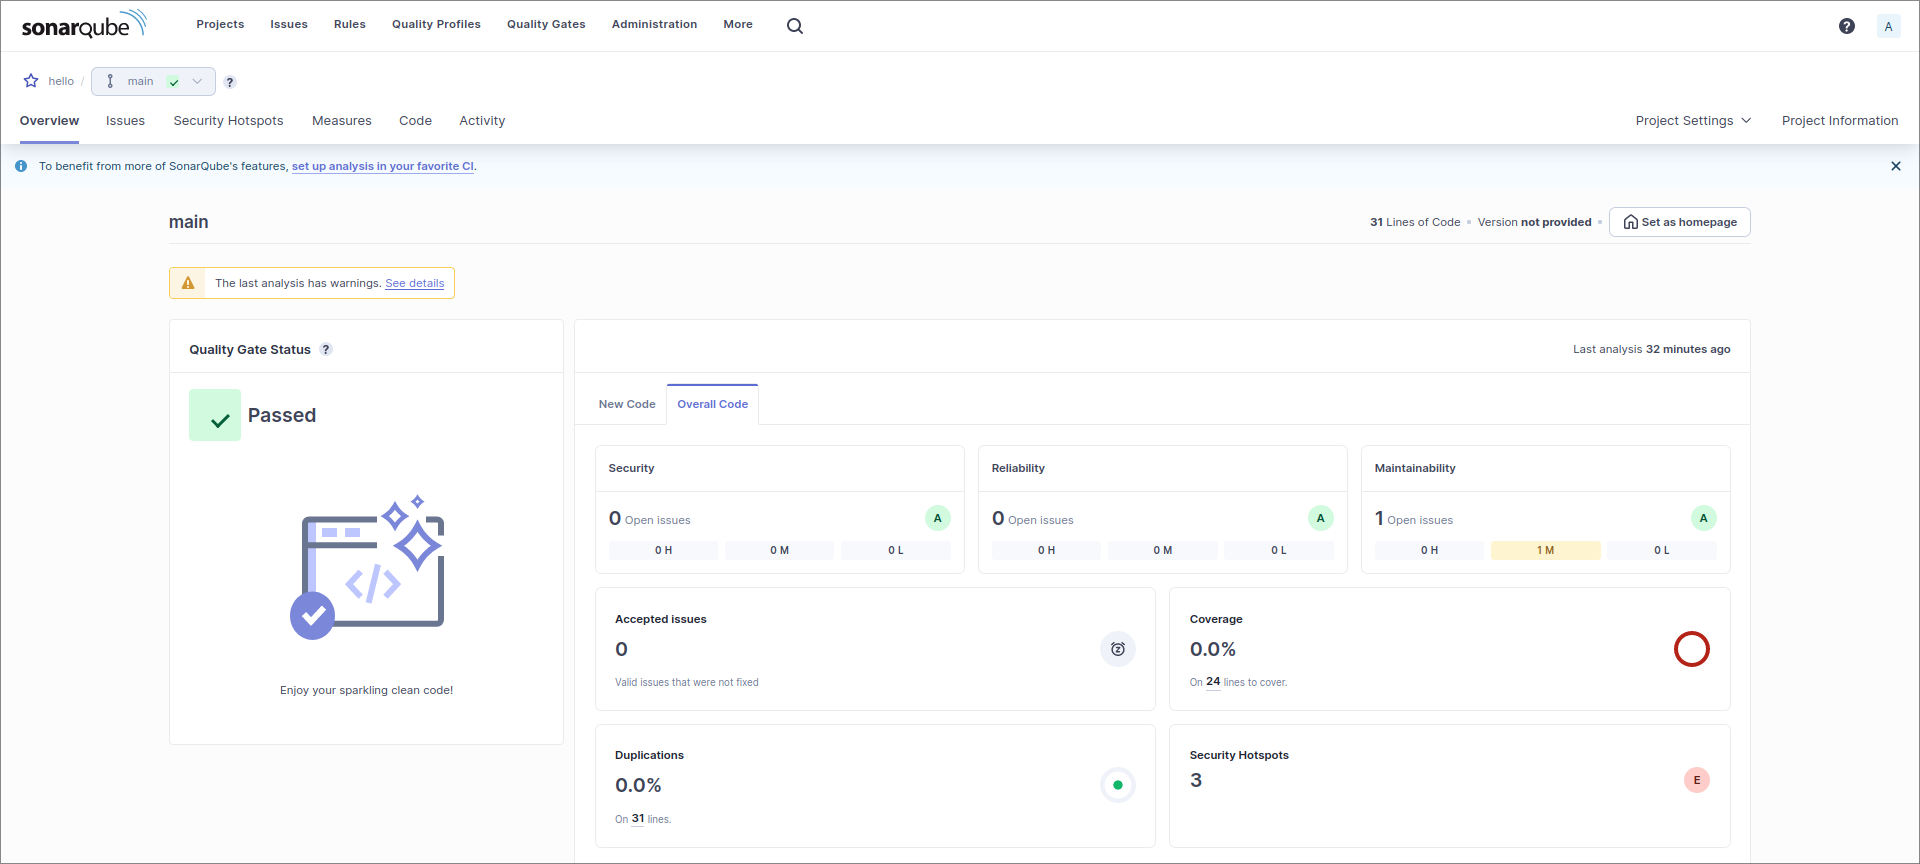 sonarqube Projects Issues Rules Quality Profiles Quality Gates Administration More ? A
hello / main ?
Overview Issues Security Hotspots Measures Code Activity Project Settings Project Information
To benefit from more of SonarQube's features, set up analysis in your favorite CI.
main 31 Lines of Code Version not provided Set as homepage
The last analysis has warnings. See details
Quality Gate Status ?
Last analysis 32 minutes ago
Passed
Enjoy your sparkling clean code!
New Code Overall Code
Security Reliability Maintainability
0 Open issues A 0 Open issues A 1 Open issues A
0 H 0 M 0 L 0 H 0 M 0 L 0 H 1 M 0 L
Accepted issues
0
Valid issues that were not fixed
Coverage
0.0%
On 24 lines to cover.
Duplications
0.0%
On 31 lines.
Security Hotspots
3 E